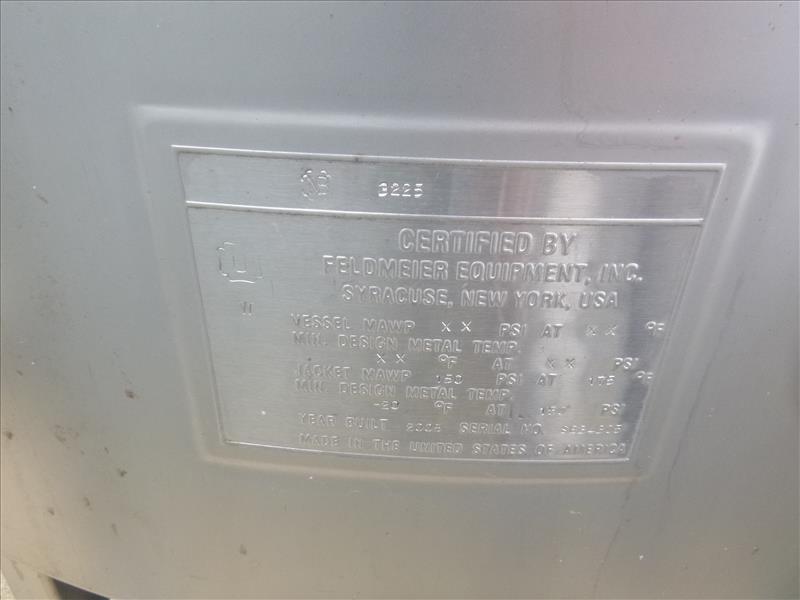 NB 3225
CERTIFIED BY
U
FELDMEIER EQUIPMENT, INC.
SYRACUSE, NEW YORK, USA
VESSEL MAWP XX PSI AT XX °F
MIN. DESIGN METAL TEMP.
XX °F AT XX PSI
JACKET MAWP 150 PSI AT 175 °F
MIN. DESIGN METAL TEMP.
-20 °F AT PSI
YEAR BUILT SERIAL NO.
MADE IN THE UNITED STATES OF AMERICA